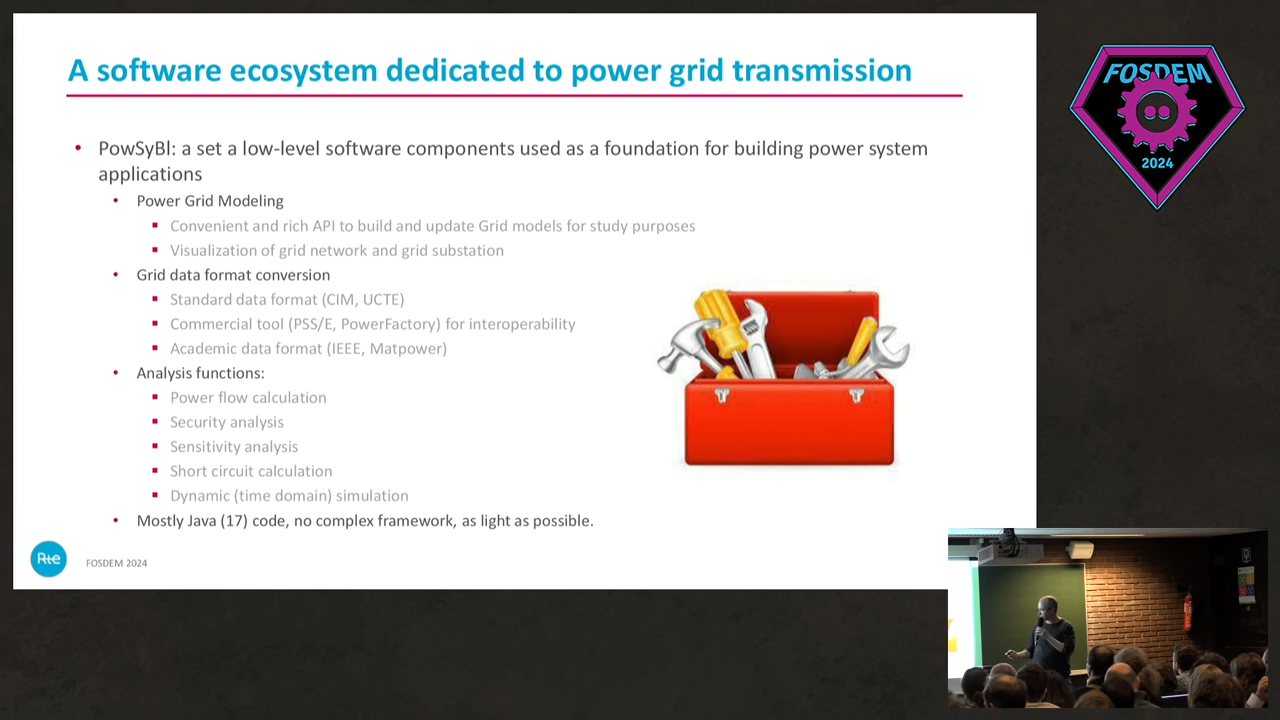 A software ecosystem dedicated to power grid transmission
FOSDEM
2024
• PowSyBl: a set a low-level software components used as a foundation for building power system
applications
• Power Grid Modeling
▪ Convenient and rich API to build and update Grid models for study purposes
▪ Visualization of grid network and grid substation
• Grid data format conversion
▪ Standard data format (CIM, UCTE)
▪ Commercial tool (PSS/E, PowerFactory) for interoperability
▪ Academic data format (IEEE, Matpower)
• Analysis functions:
▪ Power flow calculation
▪ Security analysis
▪ Sensitivity analysis
▪ Short circuit calculation
▪ Dynamic (time domain) simulation
• Mostly Java (17) code, no complex framework, as light as possible.
Rte
FOSDEM 2024